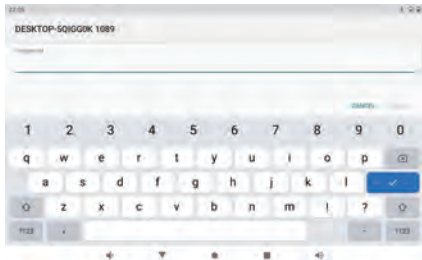 22:05
DESKTOP-5QIGG0K 1089
Password
CANCEL
1 2 3 4 5 6 7 8 9 0
q w e r t y u i o p
a s d f g h j k l
z x c v b n m ! ?
?123 , . ?123